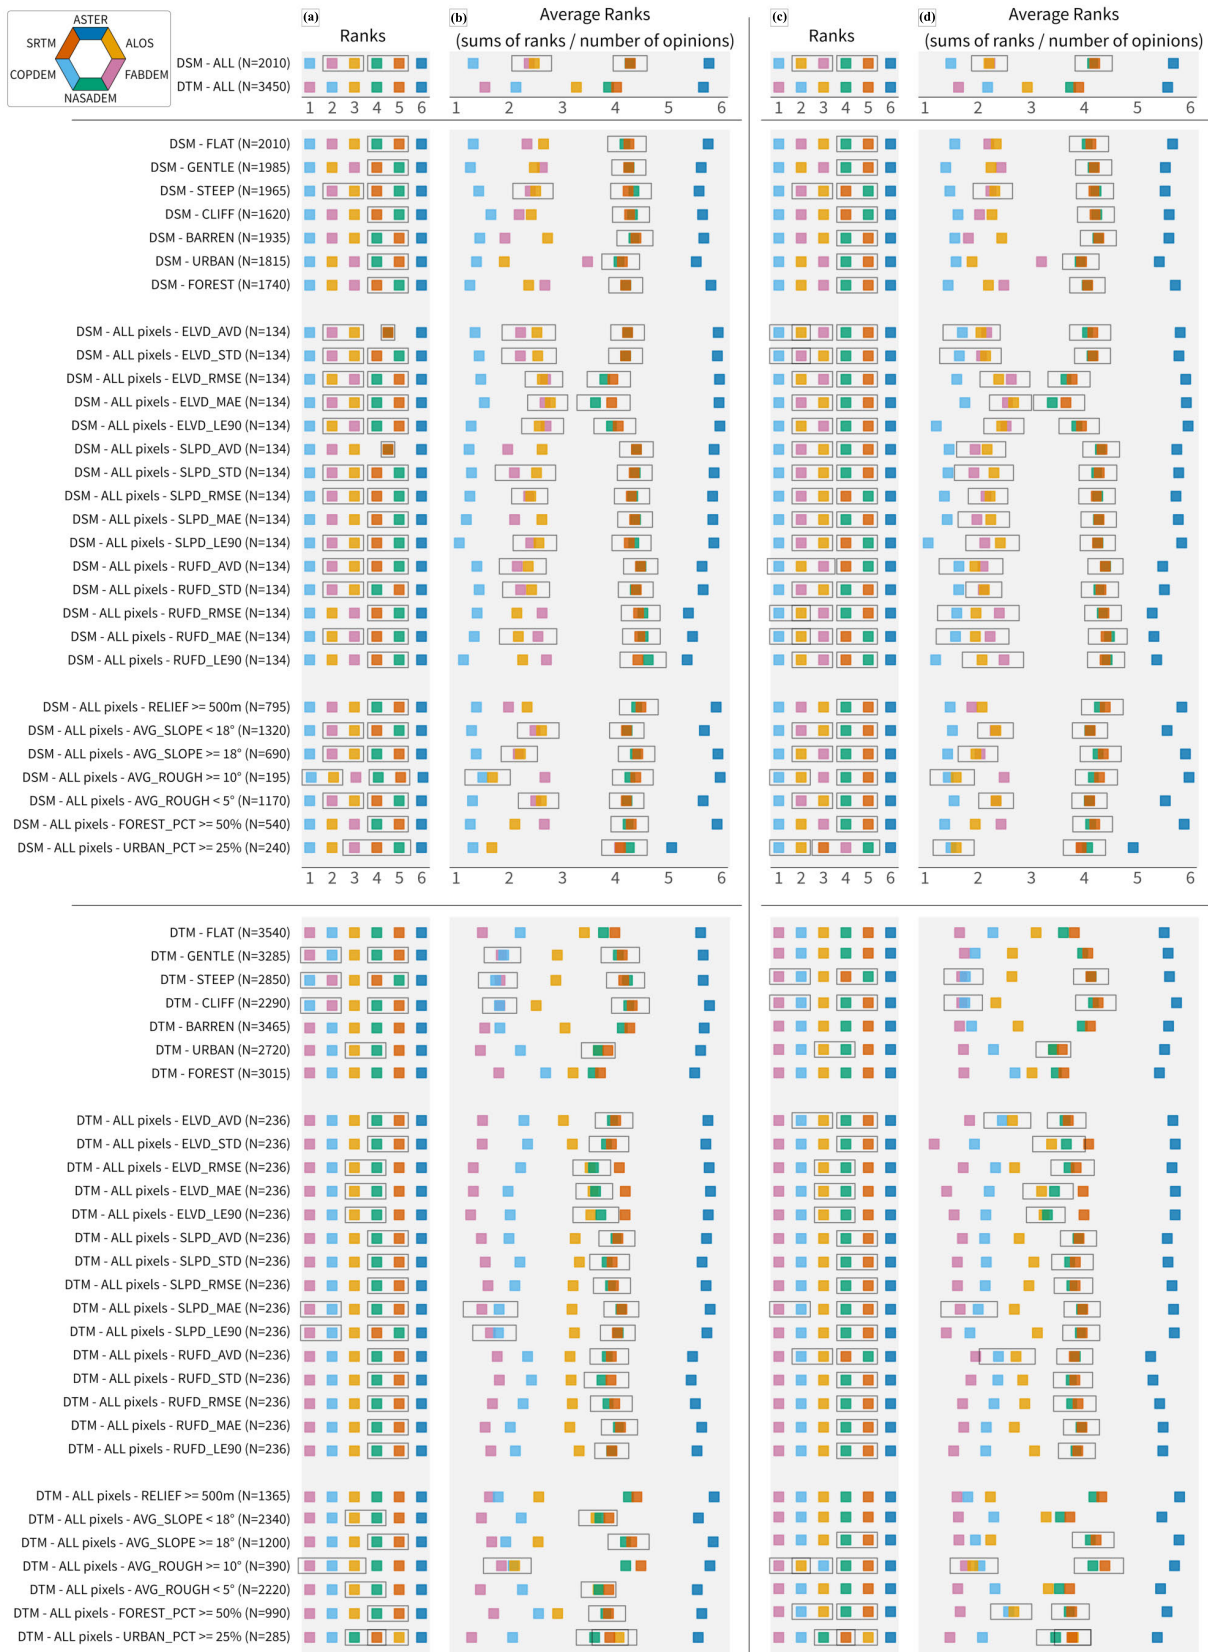 ASTER
SRTM
ALOS
COPDEM
FABDEM
NASADEM
(a)
Ranks
(b)
Average Ranks
(sums of ranks / number of opinions)
(c)
Ranks
(d)
Average Ranks
(sums of ranks / number of opinions)
DSM - ALL (N=2010)
DTM - ALL (N=3450)
1 2 3 4 5 6
1 2 3 4 5 6
1 2 3 4 5 6
1 2 3 4 5 6
DSM - FLAT (N=2010)
DSM - GENTLE (N=1985)
DSM - STEEP (N=1965)
DSM - CLIFF (N=1620)
DSM - BARREN (N=1935)
DSM - URBAN (N=1815)
DSM - FOREST (N=1740)
DSM - ALL pixels - ELVD_AVD (N=134)
DSM - ALL pixels - ELVD_STD (N=134)
DSM - ALL pixels - ELVD_RMSE (N=134)
DSM - ALL pixels - ELVD_MAE (N=134)
DSM - ALL pixels - ELVD_LE90 (N=134)
DSM - ALL pixels - SLPD_AVD (N=134)
DSM - ALL pixels - SLPD_STD (N=134)
DSM - ALL pixels - SLPD_RMSE (N=134)
DSM - ALL pixels - SLPD_MAE (N=134)
DSM - ALL pixels - SLPD_LE90 (N=134)
DSM - ALL pixels - RUFD_AVD (N=134)
DSM - ALL pixels - RUFD_STD (N=134)
DSM - ALL pixels - RUFD_RMSE (N=134)
DSM - ALL pixels - RUFD_MAE (N=134)
DSM - ALL pixels - RUFD_LE90 (N=134)
DSM - ALL pixels - RELIEF >= 500m (N=795)
DSM - ALL pixels - AVG_SLOPE < 18° (N=1320)
DSM - ALL pixels - AVG_SLOPE >= 18° (N=690)
DSM - ALL pixels - AVG_ROUGH >= 10° (N=195)
DSM - ALL pixels - AVG_ROUGH < 5° (N=1170)
DSM - ALL pixels - FOREST_PCT >= 50% (N=540)
DSM - ALL pixels - URBAN_PCT >= 25% (N=240)
1 2 3 4 5 6
1 2 3 4 5 6
1 2 3 4 5 6
1 2 3 4 5 6
DTM - FLAT (N=3540)
DTM - GENTLE (N=3285)
DTM - STEEP (N=2850)
DTM - CLIFF (N=2290)
DTM - BARREN (N=3465)
DTM - URBAN (N=2720)
DTM - FOREST (N=3015)
DTM - ALL pixels - ELVD_AVD (N=236)
DTM - ALL pixels - ELVD_STD (N=236)
DTM - ALL pixels - ELVD_RMSE (N=236)
DTM - ALL pixels - ELVD_MAE (N=236)
DTM - ALL pixels - ELVD_LE90 (N=236)
DTM - ALL pixels - SLPD_AVD (N=236)
DTM - ALL pixels - SLPD_STD (N=236)
DTM - ALL pixels - SLPD_RMSE (N=236)
DTM - ALL pixels - SLPD_MAE (N=236)
DTM - ALL pixels - SLPD_LE90 (N=236)
DTM - ALL pixels - RUFD_AVD (N=236)
DTM - ALL pixels - RUFD_STD (N=236)
DTM - ALL pixels - RUFD_RMSE (N=236)
DTM - ALL pixels - RUFD_MAE (N=236)
DTM - ALL pixels - RUFD_LE90 (N=236)
DTM - ALL pixels - RELIEF >= 500m (N=1365)
DTM - ALL pixels - AVG_SLOPE < 18° (N=2340)
DTM - ALL pixels - AVG_SLOPE >= 18° (N=1200)
DTM - ALL pixels - AVG_ROUGH >= 10° (N=390)
DTM - ALL pixels - AVG_ROUGH < 5° (N=2220)
DTM - ALL pixels - FOREST_PCT >= 50% (N=990)
DTM - ALL pixels - URBAN_PCT >= 25% (N=285)